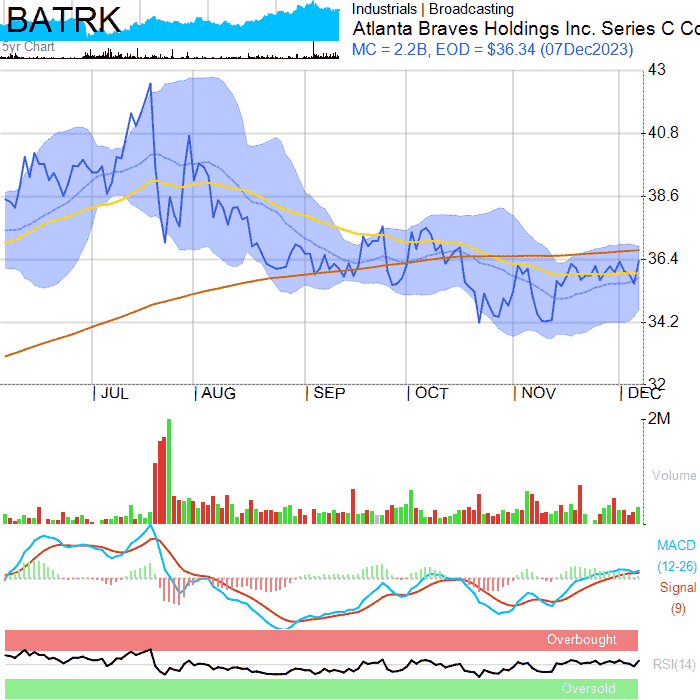 BATRK
5yr Chart
Industrials | Broadcasting
Atlanta Braves Holdings Inc. Series C Co
MC = 2.2B, EOD = $36.34 (07Dec2023)
43
40.8
38.6
36.4
34.2
32
JUL AUG SEP OCT NOV DEC
2M
Volume
MACD
(12-26)
Signal
(9)
Overbought
RSI(14)
Oversold